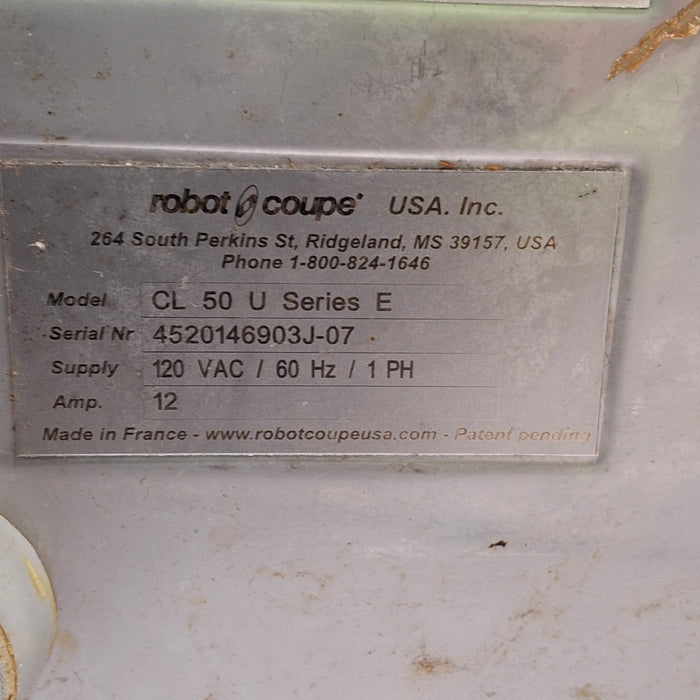 robot coupe USA. Inc.
264 South Perkins St, Ridgeland, MS 39157, USA
Phone 1-800-824-1646
Model CL 50 U Series E
Serial Nr 4520146903J-07
Supply 120 VAC / 60 Hz / 1 PH
Amp. 12
Made in France - www.robotcoupeusa.com - Patent pending